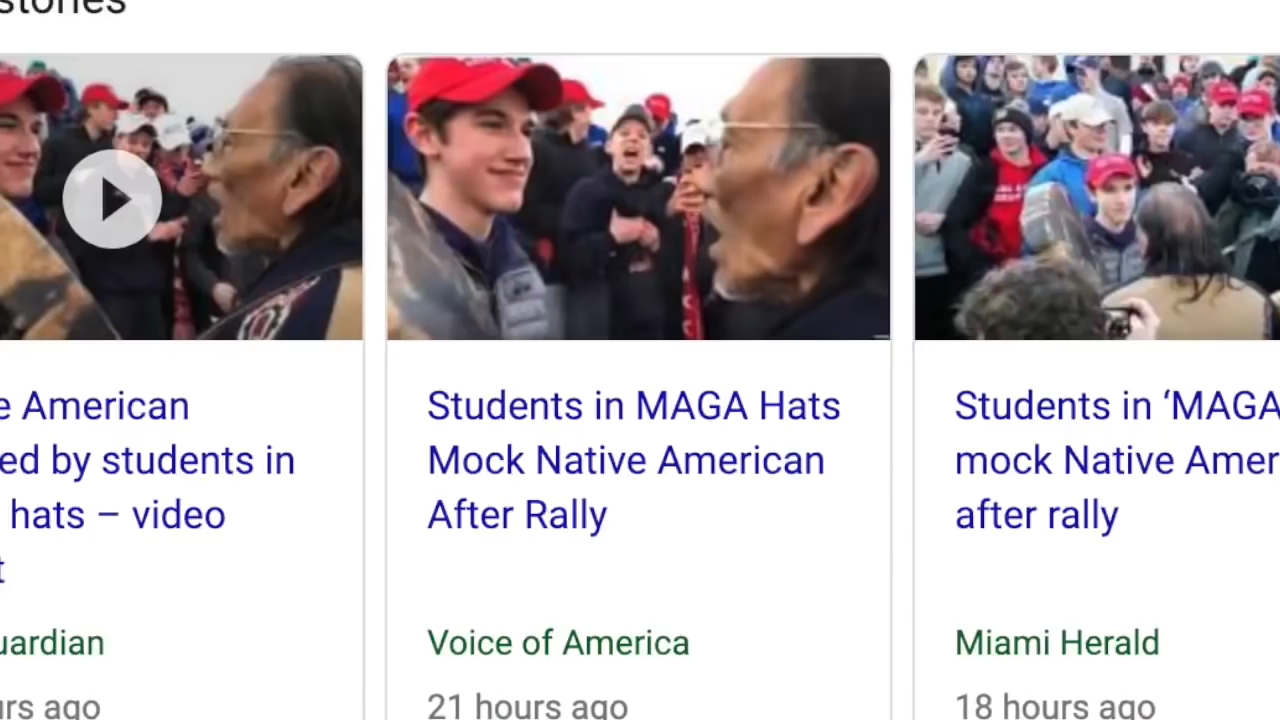 stories
e American
ed by students in
hats – video
t
uardian
urs ago
Students in MAGA Hats
Mock Native American
After Rally
Voice of America
21 hours ago
Students in ‘MAGA
mock Native Amer
after rally
Miami Herald
18 hours ago